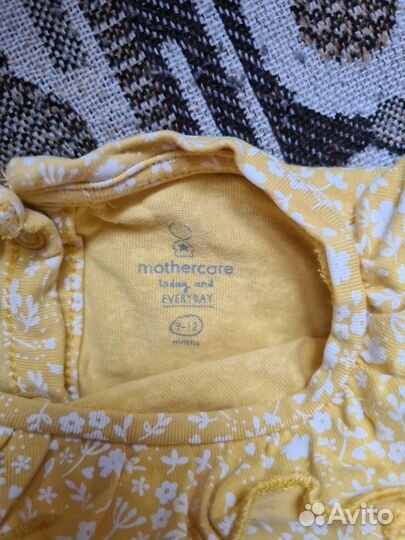 mothercare
today and
EVERYDAY
9-12
months
Avito